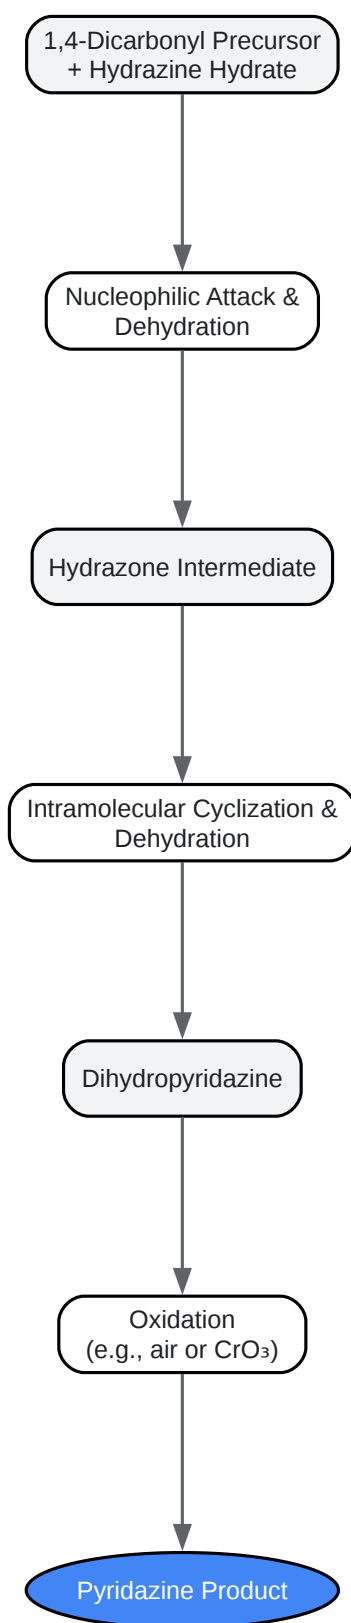 1,4-Dicarbonyl Precursor
+ Hydrazine Hydrate
Nucleophilic Attack &
Dehydration
Hydrazone Intermediate
Intramolecular Cyclization &
Dehydration
Dihydropyridazine
Oxidation
(e.g., air or CrO₃)
Pyridazine Product